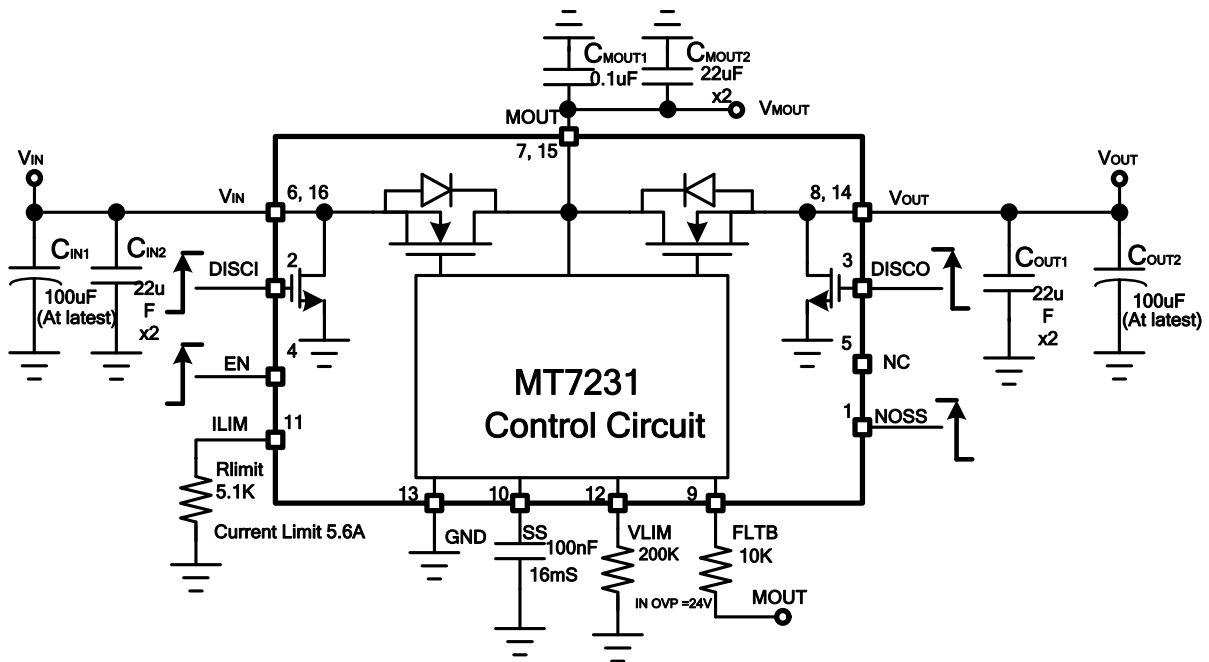 CMOUT1
0.1uF
CMOUT2
22uF
x2
VMOUT
MOUT
7, 15
VIN
VIN
6, 16
8, 14
VOUT
VOUT
CIN1
100uF
(At latest)
CIN2
22u
F
x2
DISCI
2
3
DISCO
COUT1
22u
F
x2
COUT2
100uF
(At latest)
EN
4
5
NC
MT7231
Control Circuit
ILIM
11
1
NOSS
Rlimit
5.1K
Current Limit 5.6A
13
10
12
9
GND
SS
100nF
16mS
VLIM
200K
IN OVP =24V
FLTB
10K
MOUT